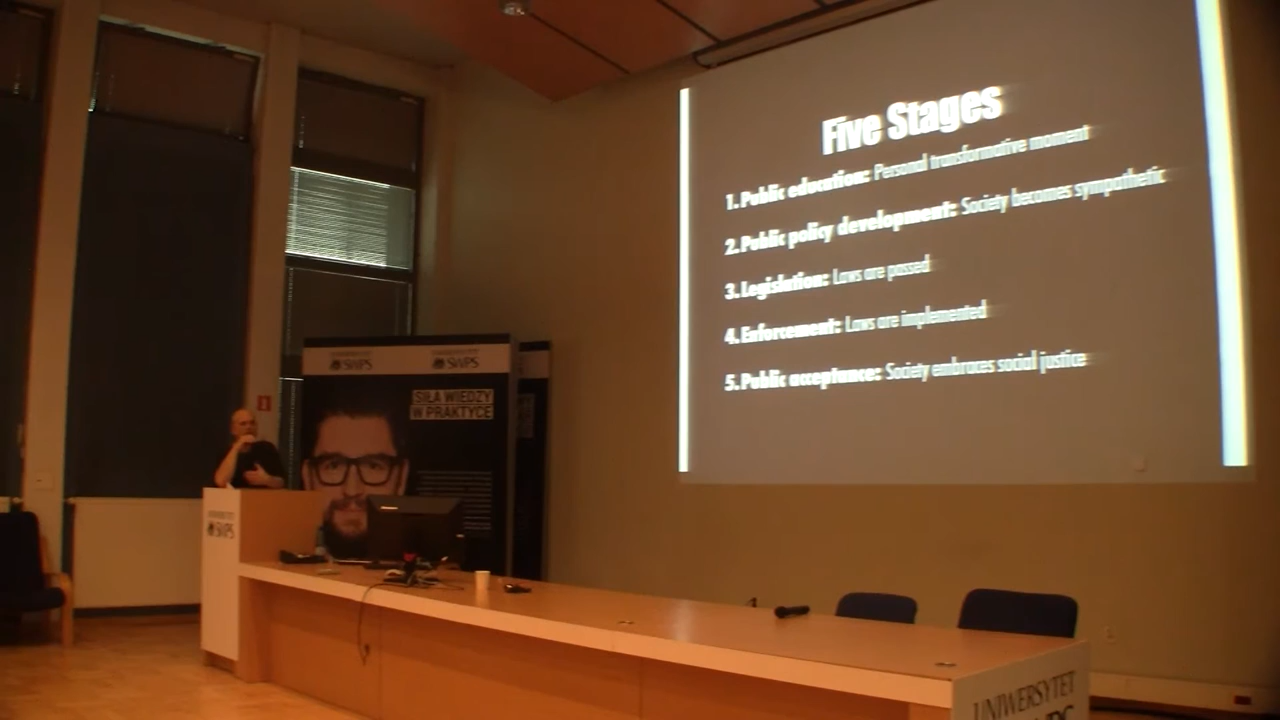 Five Stages
1. Public education: Personal transformative moment
2. Public policy development: Society becomes sympathetic
3. Legislation: Laws are passed
4. Enforcement: Laws are implemented
5. Public acceptance: Society embraces social justice
SWPS SWPS
SIŁA WIEDZY
W PRAKTYCE
SWPS
UNIWERSYTET